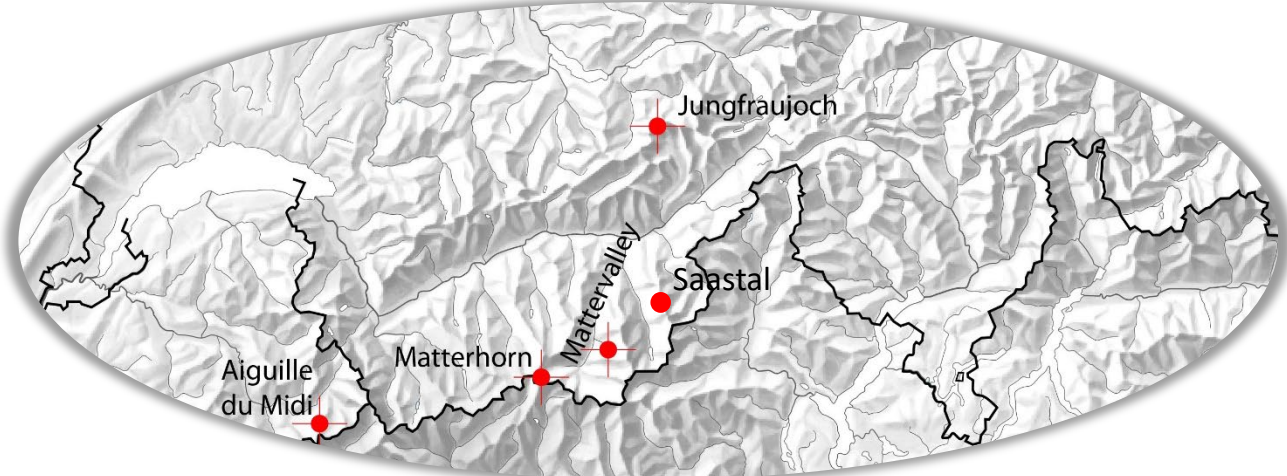 Jungfraujoch
Mattervalley
Saastal
Matterhorn
Aiguille
du Midi